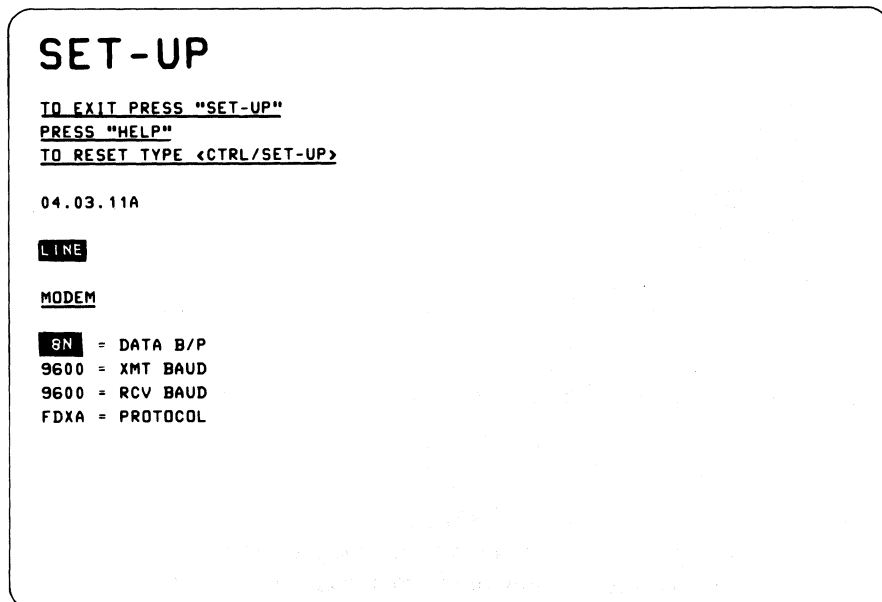 SET-UP
TO EXIT PRESS "SET-UP"
PRESS "HELP"
TO RESET TYPE <CTRL/SET-UP>
04.03.11A
LINE
MODEM
8N = DATA B/P
9600 = XMT BAUD
9600 = RCV BAUD
FDXA = PROTOCOL